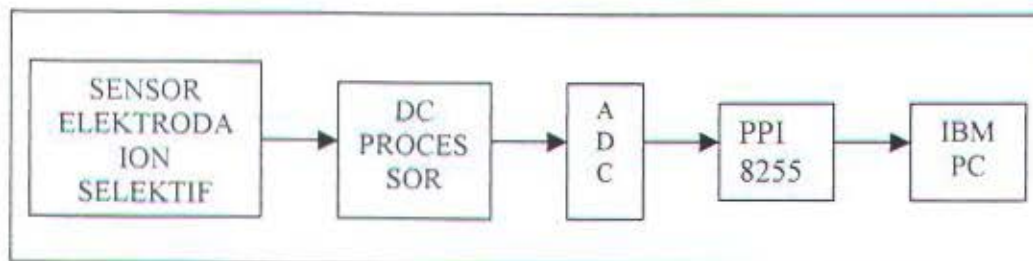 SENSOR
ELEKTRODA
ION
SELEKTIF
DC
PROCES
SOR
A
D
C
PPI
8255
IBM
PC